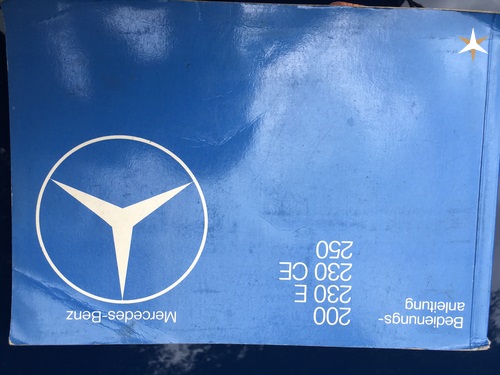 Bedienungs-
anleitung
200
230 E
230 CE
250
Mercedes-Benz